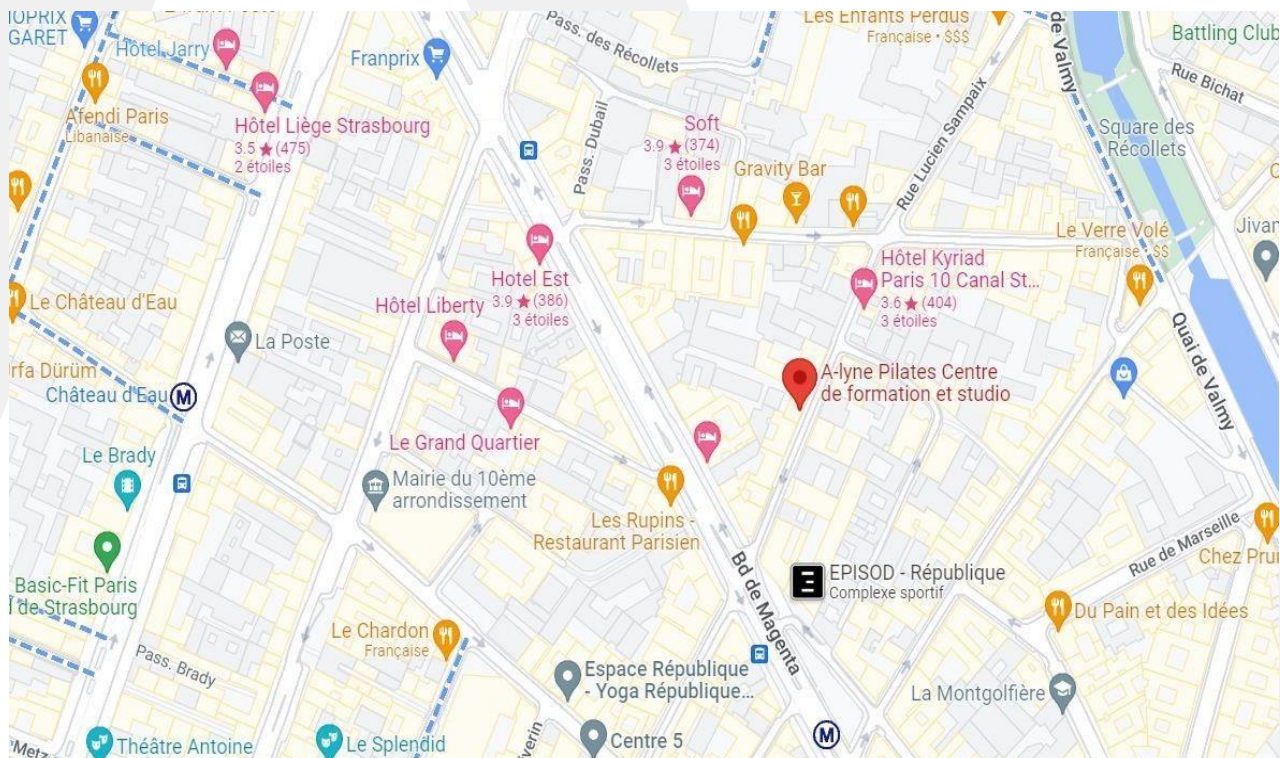 NOPRIX
GARET
Hôtel Jarry
Franprix
Pass. des Récollets
Les Enfants Perdus
Française • $$$
de Valmy
Battling Club
Rue Bichat
Afendi Paris
Libanaise
Hôtel Liège Strasbourg
3.5 ★ (475)
2 étoiles
Pass. Dubail
Soft
3.9 ★ (374)
3 étoiles
Gravity Bar
Rue Lucien Sampaix
Square des
Récollets
Le Verre Volé
Française • $$
Jivan
Hôtel Kyriad
Paris 10 Canal St...
3.6 ★ (404)
3 étoiles
Hotel Est
3.9 ★ (386)
3 étoiles
Hôtel Liberty
Le Château d'Eau
La Poste
Quai de Valmy
rfa Dürüm
Château d'Eau
M
A-lyne Pilates Centre
de formation et studio
Le Grand Quartier
Le Brady
Mairie du 10ème
arrondissement
Les Rupins -
Restaurant Parisien
Bd de Magenta
Rue de Marseille
Chez Prun
EPISOD - République
Complexe sportif
Basic-Fit Paris
d de Strasbourg
Du Pain et des Idées
Le Chardon
Française
Pass. Brady
Espace République
- Yoga République...
La Montgolfière
Metz
Théâtre Antoine
Le Splendid
iverin
Centre 5
M